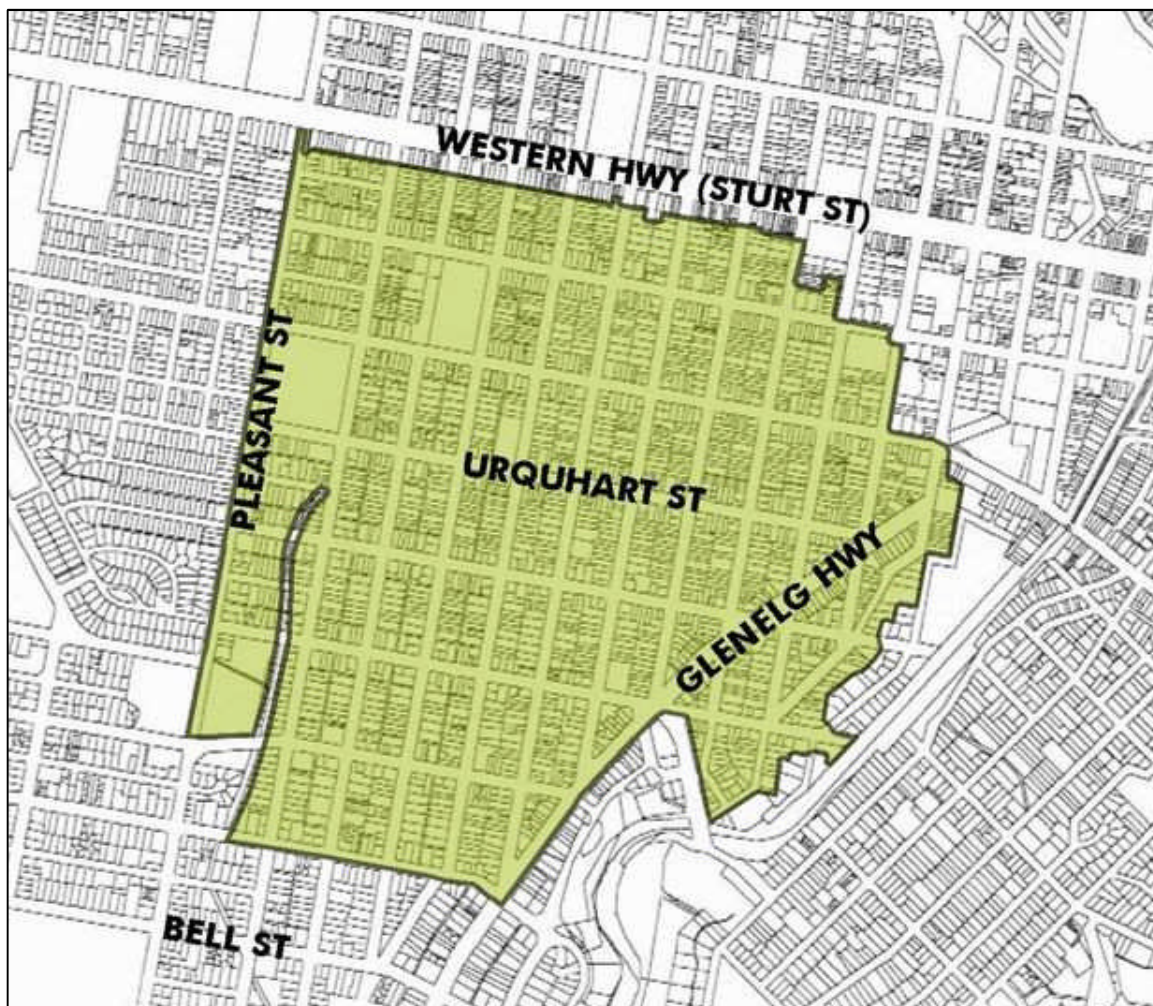 WESTERN HWY (STURT ST)
PLEASANT ST
URQUHART ST
GLENELG HWY
BELL ST